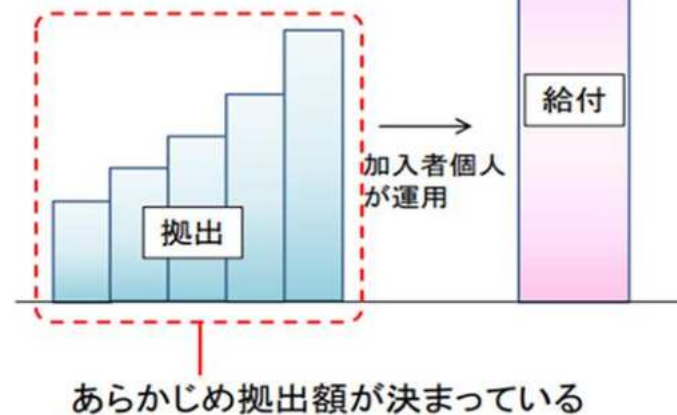 給付
加入者個人
が運用
拠出
あらかじめ拠出額が決まっている